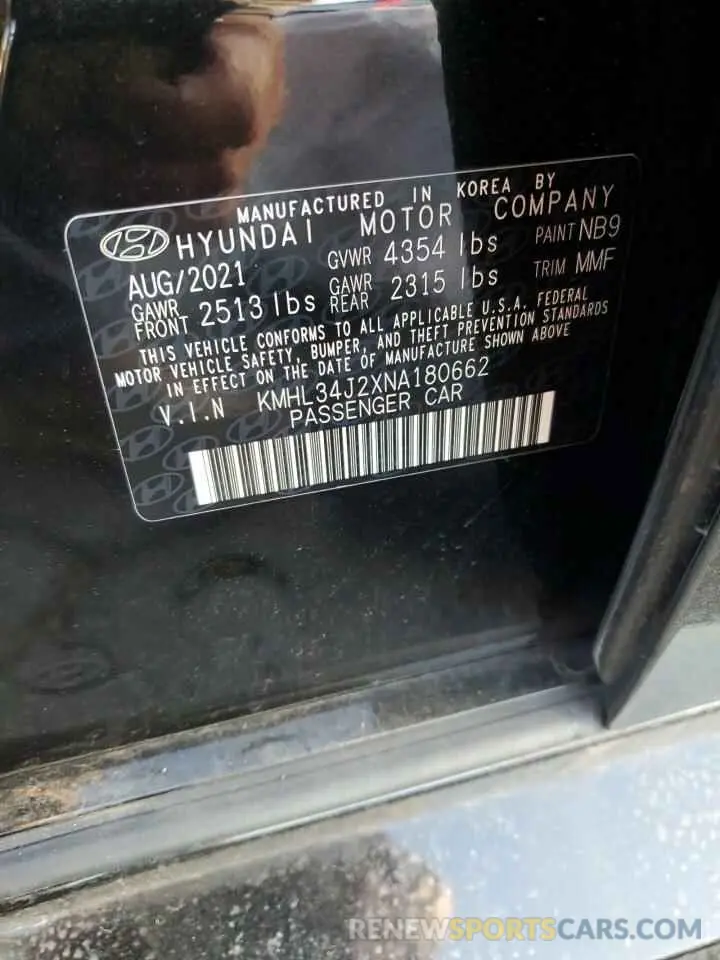 MANUFACTURED IN KOREA BY
HYUNDAI MOTOR COMPANY
AUG/2021 GVWR 4354 lbs PAINT NB9
GAWR FRONT 2513 lbs GAWR REAR 2315 lbs TRIM MMF
THIS VEHICLE CONFORMS TO ALL APPLICABLE U.S.A. FEDERAL
MOTOR VEHICLE SAFETY, BUMPER, AND THEFT PREVENTION STANDARDS
IN EFFECT ON THE DATE OF MANUFACTURE SHOWN ABOVE
V.I.N KMHL34J2XNA180662
PASSENGER CAR
RENEWSPORTSCARS.COM